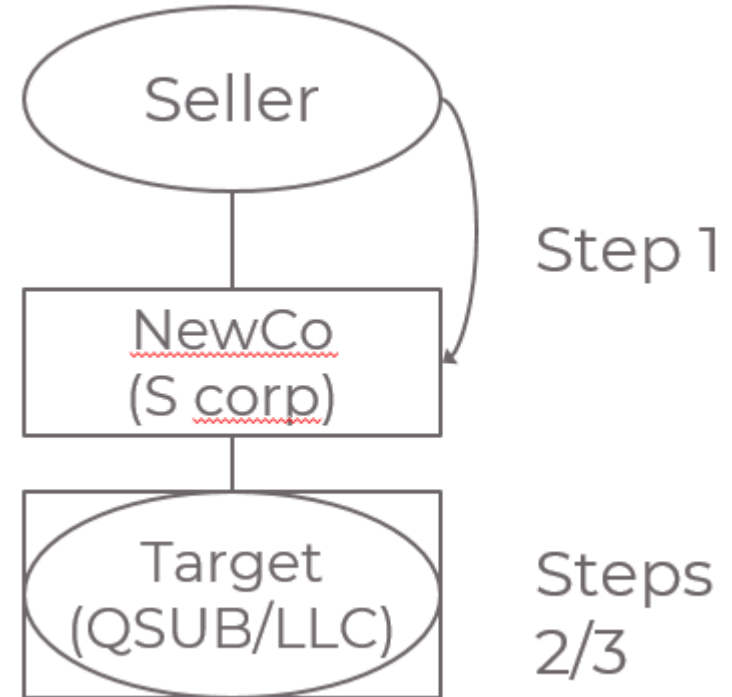 Seller
Step 1
NewCo
(S corp)
Target
(QSUB/LLC)
Steps
2/3